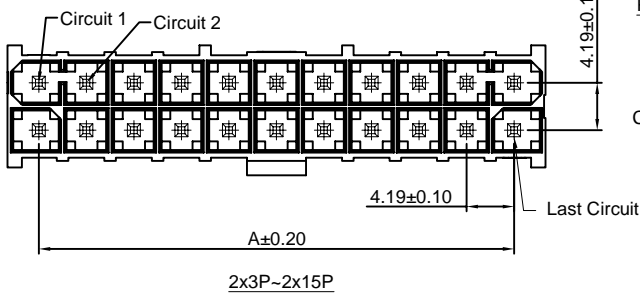 Circuit 1
Circuit 2
4.19±0.1
4.19±0.10
Last Circuit
A±0.20
2x3P~2x15P